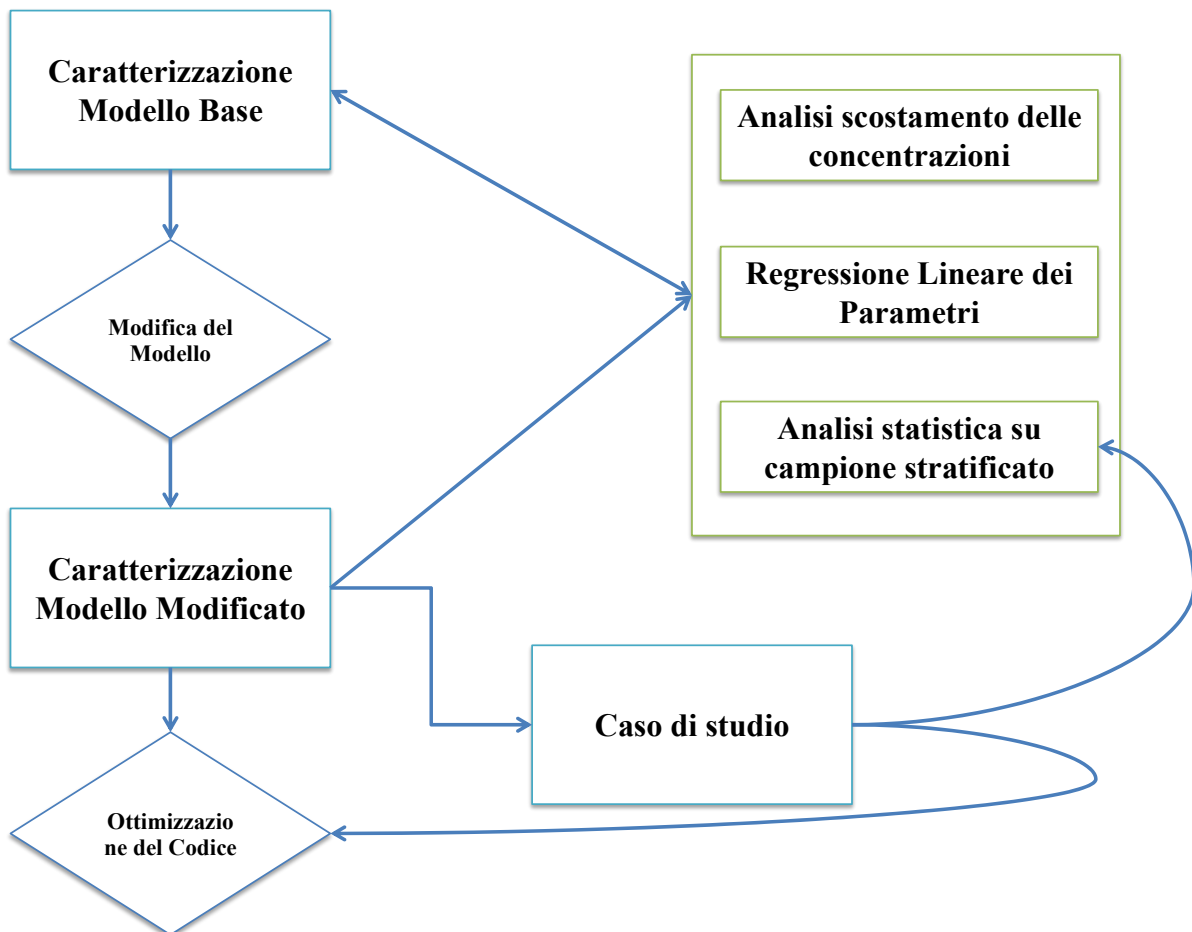 Caratterizzazione
Modello Base
Analisi scostamento delle
concentrazioni
Regressione Lineare dei
Parametri
Modifica del
Modello
Analisi statistica su
campione stratificato
Caratterizzazione
Modello Modificato
Caso di studio
Ottimizzazio
ne del Codice